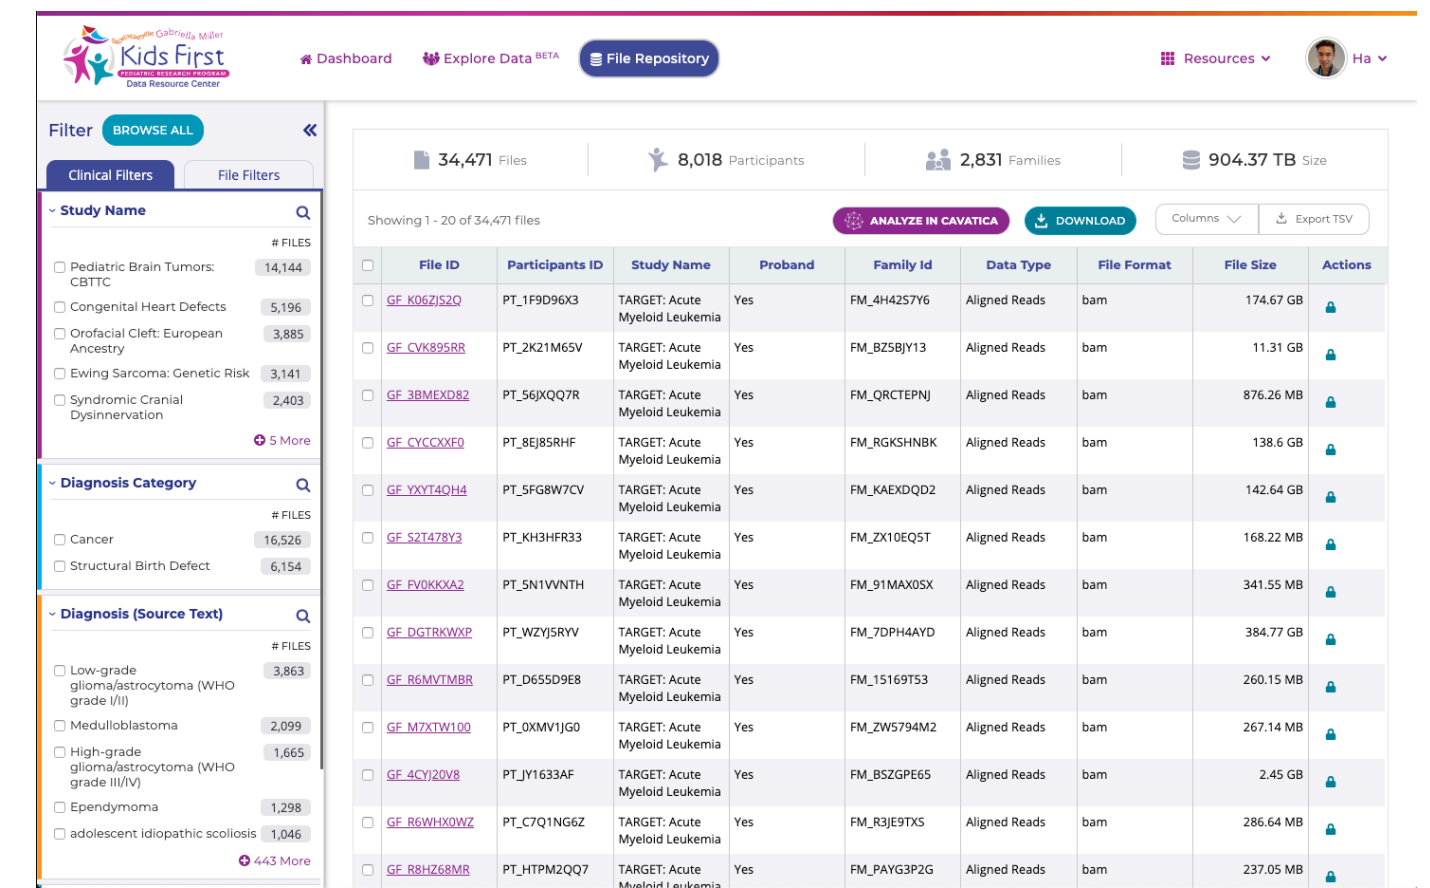 Gabriella Miller
Kids First
PEDIATRIC RESEARCH PROGRAM
Data Resource Center
Dashboard
Explore Data BETA
File Repository
Resources
Ha
Filter
BROWSE ALL
Clinical Filters
File Filters
Study Name
# FILES
Pediatric Brain Tumors: 14,144
CBTTC
Congenital Heart Defects 5,196
Orofacial Cleft: European 3,885
Ancestry
Ewing Sarcoma: Genetic Risk 3,141
Syndromic Cranial 2,403
Dysinnervation
5 More
Diagnosis Category
# FILES
Cancer 16,526
Structural Birth Defect 6,154
Diagnosis (Source Text)
# FILES
Low-grade 3,863
glioma/astrocytoma (WHO
grade I/II)
Medulloblastoma 2,099
High-grade 1,665
glioma/astrocytoma (WHO
grade III/IV)
Ependymoma 1,298
adolescent idiopathic scoliosis 1,046
443 More
34,471 Files
8,018 Participants
2,831 Families
904.37 TB Size
Showing 1 - 20 of 34,471 files
ANALYZE IN CAVATICA
DOWNLOAD
Columns
Export TSV
File ID Participants ID Study Name Proband Family Id Data Type File Format File Size Actions
GF_K06ZJS2Q PT_1F9D96X3 TARGET: Acute Yes FM_4H42S7Y6 Aligned Reads bam 174.67 GB
Myeloid Leukemia
GF_CVK895RR PT_2K21M65V TARGET: Acute Yes FM_BZ5BJY13 Aligned Reads bam 11.31 GB
Myeloid Leukemia
GF_3BMEXD82 PT_56JXQQ7R TARGET: Acute Yes FM_QRCTEPNJ Aligned Reads bam 876.26 MB
Myeloid Leukemia
GF_CYCCXXF0 PT_8EJ85RHF TARGET: Acute Yes FM_RGKSHNBK Aligned Reads bam 138.6 GB
Myeloid Leukemia
GF_YXYT4QH4 PT_5FG8W7CV TARGET: Acute Yes FM_KAEXDQD2 Aligned Reads bam 142.64 GB
Myeloid Leukemia
GF_S2T478Y3 PT_KH3HFR33 TARGET: Acute Yes FM_ZX10EQ5T Aligned Reads bam 168.22 MB
Myeloid Leukemia
GF_FV0KKXA2 PT_5N1VVNTH TARGET: Acute Yes FM_91MAX0SX Aligned Reads bam 341.55 MB
Myeloid Leukemia
GF_DGTRKWXP PT_WZYJ5RYV TARGET: Acute Yes FM_7DPH4AYD Aligned Reads bam 384.77 GB
Myeloid Leukemia
GF_R6MVTMBR PT_D655D9E8 TARGET: Acute Yes FM_15169T53 Aligned Reads bam 260.15 MB
Myeloid Leukemia
GF_M7XTW100 PT_0XMV1JG0 TARGET: Acute Yes FM_ZW5794M2 Aligned Reads bam 267.14 MB
Myeloid Leukemia
GF_4CYJ20V8 PT_JY1633AF TARGET: Acute Yes FM_BSZGPE65 Aligned Reads bam 2.45 GB
Myeloid Leukemia
GF_R6WHX0WZ PT_C7Q1NG6Z TARGET: Acute Yes FM_R3JE9TXS Aligned Reads bam 286.64 MB
Myeloid Leukemia
GF_R8HZ68MR PT_HTPM2QQ7 TARGET: Acute Yes FM_PAYG3P2G Aligned Reads bam 237.05 MB
Myeloid Leukemia